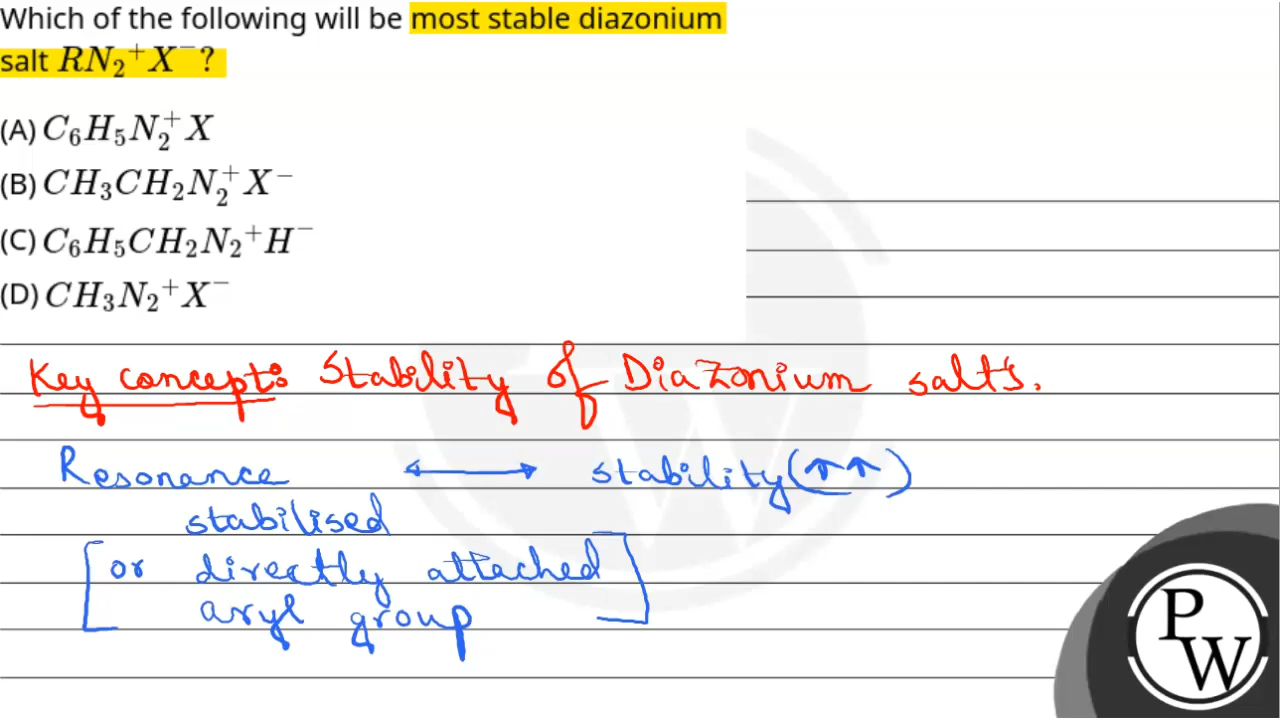 Which of the following will be most stable diazonium
salt RN₂⁺X⁻?
(A) C₆H₅N₂⁺X
(B) CH₃CH₂N₂⁺X⁻
(C) C₆H₅CH₂N₂⁺H⁻
(D) CH₃N₂⁺X⁻
Key concept: Stability of Diazonium salts.
Resonance ⟷ stability(↑↑)
stabilised
[or directly attached
aryl group]
P
W